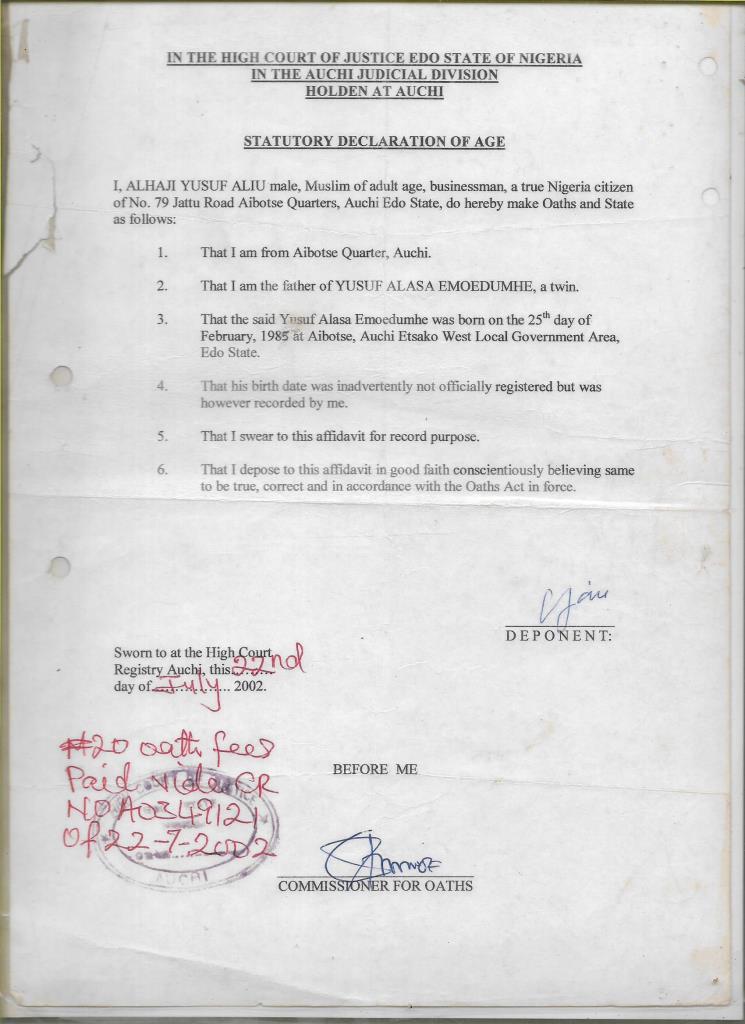 IN THE HIGH COURT OF JUSTICE EDO STATE OF NIGERIA
IN THE AUCHI JUDICIAL DIVISION
HOLDEN AT AUCHI
STATUTORY DECLARATION OF AGE
I, ALHAJI YUSUF ALIU male, Muslim of adult age, businessman, a true Nigeria citizen
of No. 79 Jattu Road Aibotse Quarters, Auchi Edo State, do hereby make Oaths and State
as follows:
1. That I am from Aibotse Quarter, Auchi.
2. That I am the father of YUSUF ALASA EMOEDUMHE, a twin.
3. That the said Yusuf Alasa Emoedumhe was born on the 25th day of
February, 1985 at Aibotse, Auchi Etsako West Local Government Area,
Edo State.
4. That his birth date was inadvertently not officially registered but was
however recorded by me.
5. That I swear to this affidavit for record purpose.
6. That I depose to this affidavit in good faith conscientiously believing same
to be true, correct and in accordance with the Oaths Act in force.
DEPONENT:
Sworn to at the High Court
Registry Auchi, this 22nd
day of July 2002.
₦20 oath fees
Paid vide CR
NO A0349121
Of 22-7-2002
AUCHI
BEFORE ME
COMMISSIONER FOR OATHS